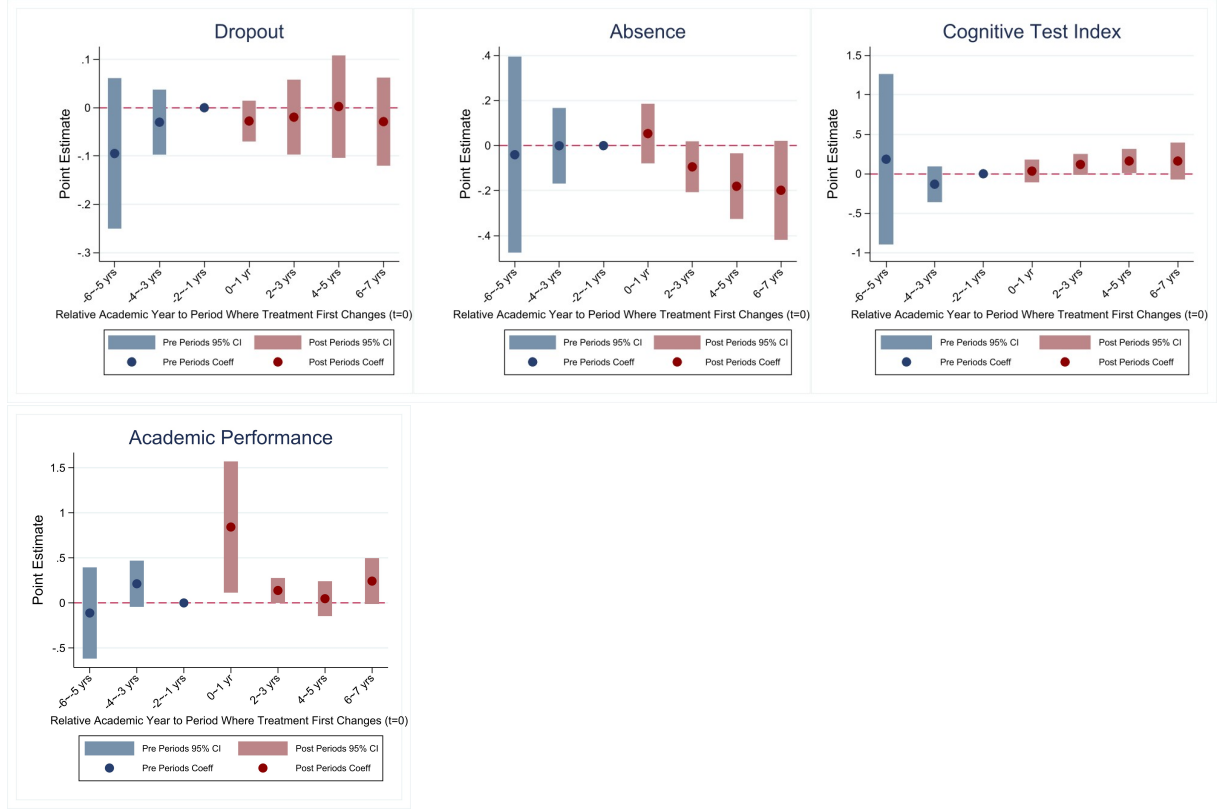 Dropout
Point Estimate
.1
0
-.1
-.2
-.3
-6~-5 yrs
-4~-3 yrs
-2~-1 yrs
0~1 yr
2~3 yrs
4~5 yrs
6~7 yrs
Relative Academic Year to Period Where Treatment First Changes (t=0)
Pre Periods 95% CI
Post Periods 95% CI
Pre Periods Coeff
Post Periods Coeff
Absence
Point Estimate
.4
.2
0
-.2
-.4
-6~-5 yrs
-4~-3 yrs
-2~-1 yrs
0~1 yr
2~3 yrs
4~5 yrs
6~7 yrs
Relative Academic Year to Period Where Treatment First Changes (t=0)
Pre Periods 95% CI
Post Periods 95% CI
Pre Periods Coeff
Post Periods Coeff
Cognitive Test Index
Point Estimate
1.5
1
.5
0
-.5
-1
-6~-5 yrs
-4~-3 yrs
-2~-1 yrs
0~1 yr
2~3 yrs
4~5 yrs
6~7 yrs
Relative Academic Year to Period Where Treatment First Changes (t=0)
Pre Periods 95% CI
Post Periods 95% CI
Pre Periods Coeff
Post Periods Coeff
Academic Performance
Point Estimate
1.5
1
.5
0
-.5
-6~-5 yrs
-4~-3 yrs
-2~-1 yrs
0~1 yr
2~3 yrs
4~5 yrs
6~7 yrs
Relative Academic Year to Period Where Treatment First Changes (t=0)
Pre Periods 95% CI
Post Periods 95% CI
Pre Periods Coeff
Post Periods Coeff